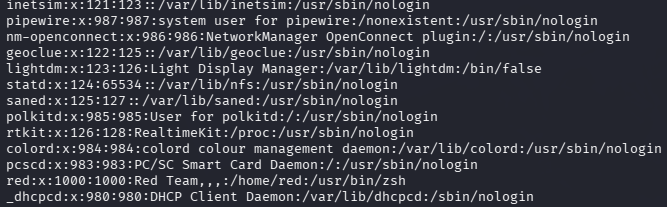 inetsim:x:121:123::/var/lib/inetsim:/usr/sbin/nologin
pipewire:x:987:987:system user for pipewire:/nonexistent:/usr/sbin/nologin
nm-openconnect:x:986:986:NetworkManager OpenConnect plugin:/:/usr/sbin/nologin
geoclue:x:122:125::/var/lib/geoclue:/usr/sbin/nologin
lightdm:x:123:126:Light Display Manager:/var/lib/lightdm:/bin/false
statd:x:124:65534::/var/lib/nfs:/usr/sbin/nologin
saned:x:125:127::/var/lib/saned:/usr/sbin/nologin
polkitd:x:985:985:User for polkitd:/:/usr/sbin/nologin
rtkit:x:126:128:RealtimeKit:/proc:/usr/sbin/nologin
colord:x:984:984:colord colour management daemon:/var/lib/colord:/usr/sbin/nologin
pcscd:x:983:983:PC/SC Smart Card Daemon:/:/usr/sbin/nologin
red:x:1000:1000:Red Team,,,:/home/red:/usr/bin/zsh
_dhcpcd:x:980:980:DHCP Client Daemon:/var/lib/dhcpcd:/sbin/nologin